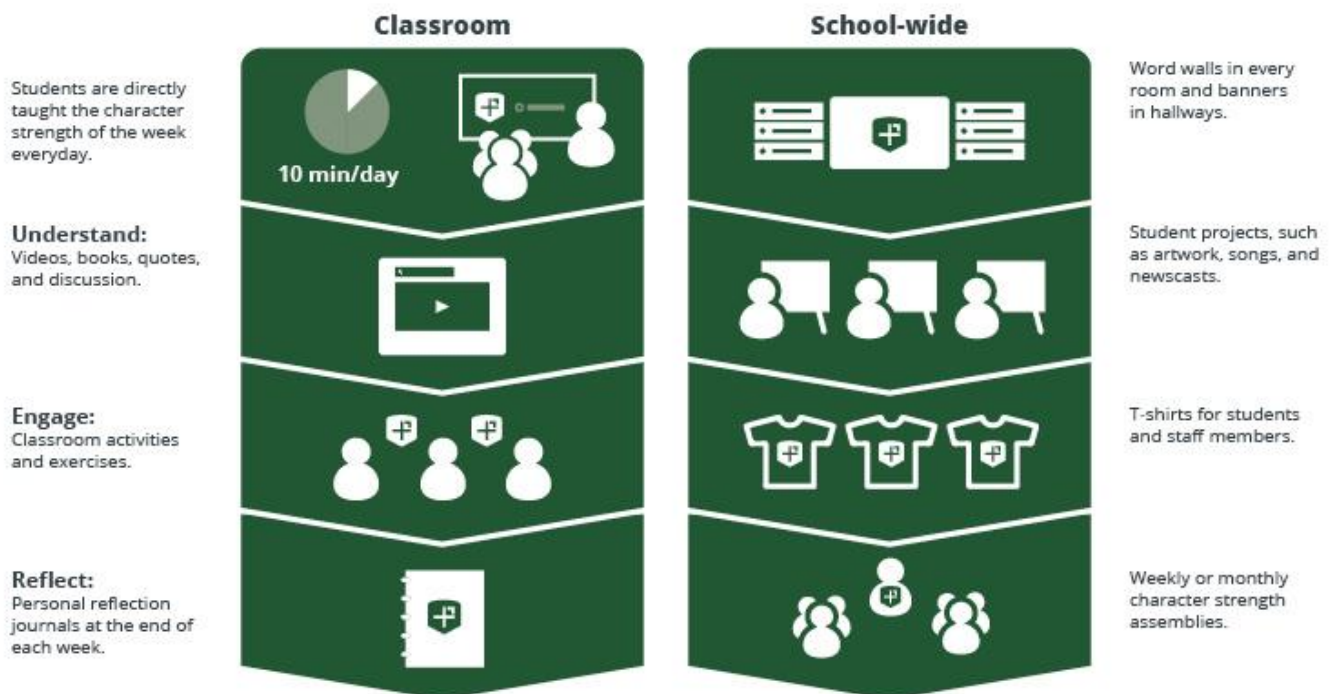 Classroom
Students are directly
taught the character
strength of the week
everyday.
10 min/day
Understand:
Videos, books, quotes,
and discussion.
Engage:
Classroom activities
and exercises.
Reflect:
Personal reflection
journals at the end of
each week.
School-wide
Word walls in every
room and banners
in hallways.
Student projects, such
as artwork, songs, and
newscasts.
T-shirts for students
and staff members.
Weekly or monthly
character strength
assemblies.